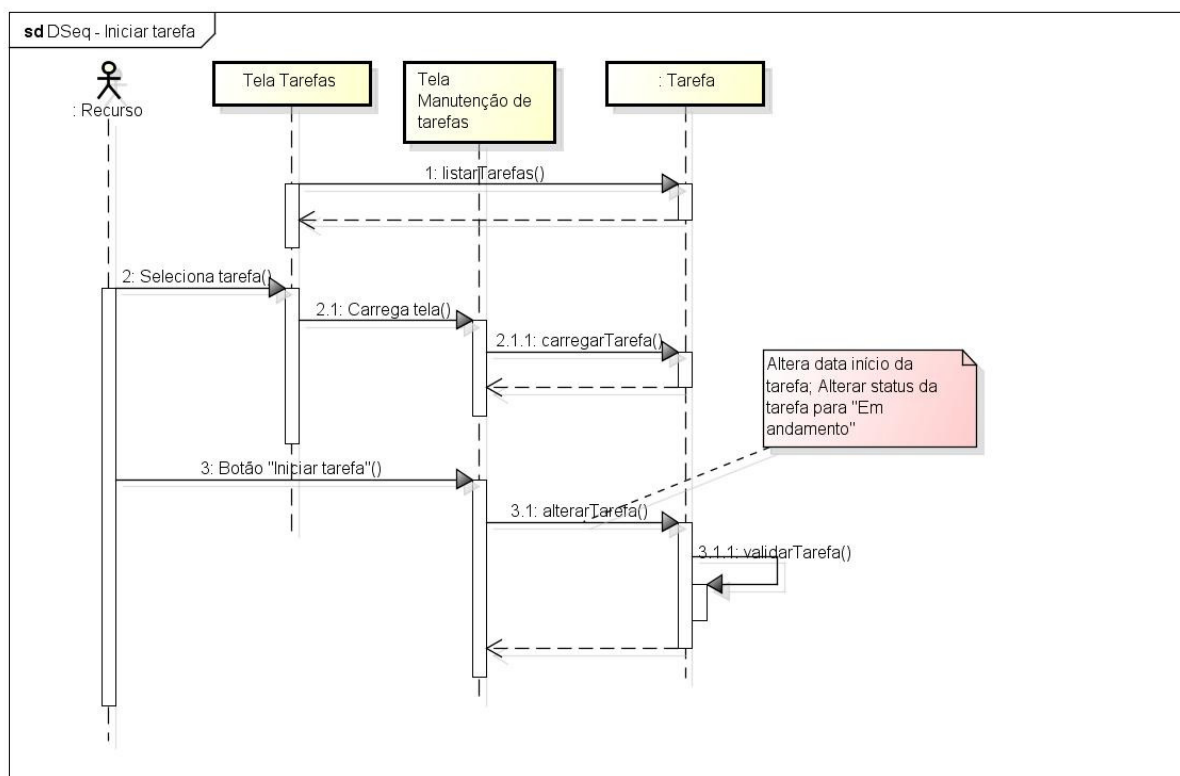 sd DSeq - Iniciar tarefa
: Recurso
Tela Tarefas
Tela
Manutenção de
tarefas
: Tarefa
1: listarTarefas()
2: Seleciona tarefa()
2.1: Carrega tela()
2.1.1: carregarTarefa()
Altera data início da
tarefa; Alterar status da
tarefa para "Em
andamento"
3: Botão "Iniciar tarefa"()
3.1: alterarTarefa()
3.1.1: validarTarefa()